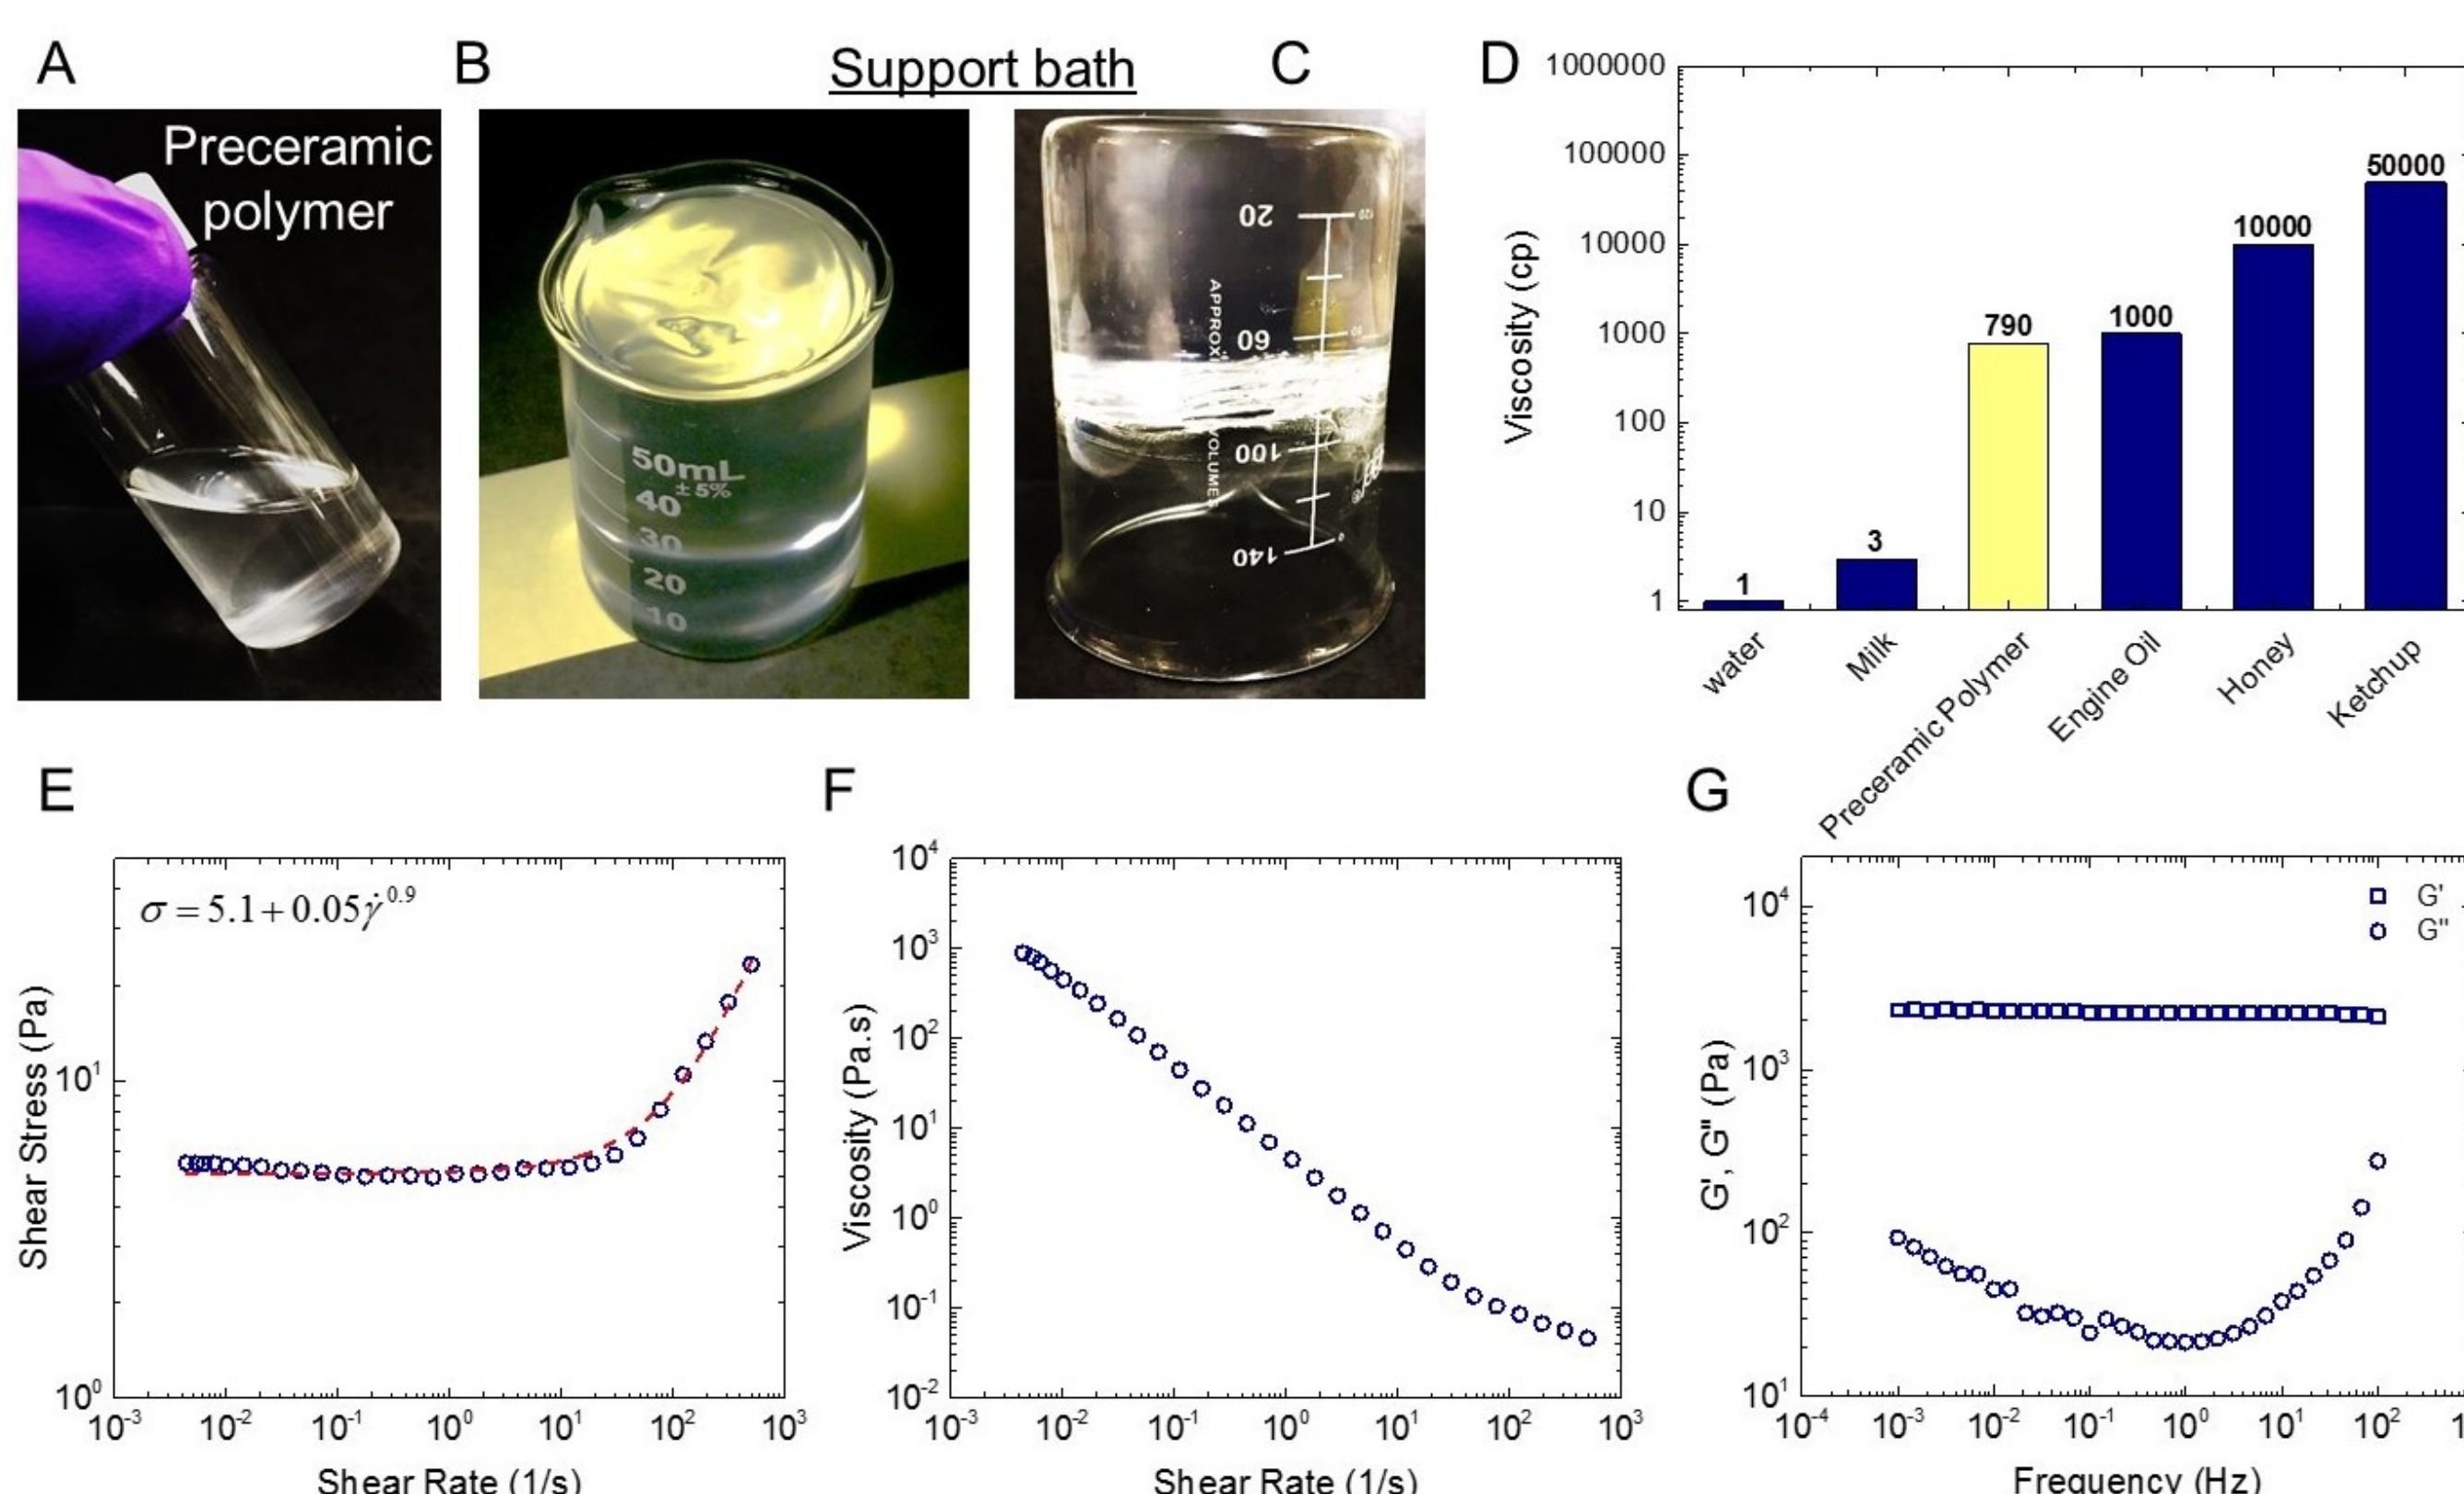 A
B
Support bath
C
D
Preceramic
polymer
50mL
±5%
40
30
20
10
20
60
100
140
APPROXI
VOLUMES
1000000
100000
10000
1000
100
10
1
Viscosity (cp)
1
3
790
1000
10000
50000
water
Milk
Preceramic Polymer
Engine Oil
Honey
Ketchup
E
σ = 5.1 + 0.05γ̇^0.9
Shear Stress (Pa)
10^1
10^0
10^-3 10^-2 10^-1 10^0 10^1 10^2 10^3
Shear Rate (1/s)
F
Viscosity (Pa.s)
10^4
10^3
10^2
10^1
10^0
10^-1
10^-2
10^-3 10^-2 10^-1 10^0 10^1 10^2 10^3
Shear Rate (1/s)
G
G'
G"
G', G" (Pa)
10^4
10^3
10^2
10^1
10^-4 10^-3 10^-2 10^-1 10^0 10^1 10^2
Frequency (Hz)